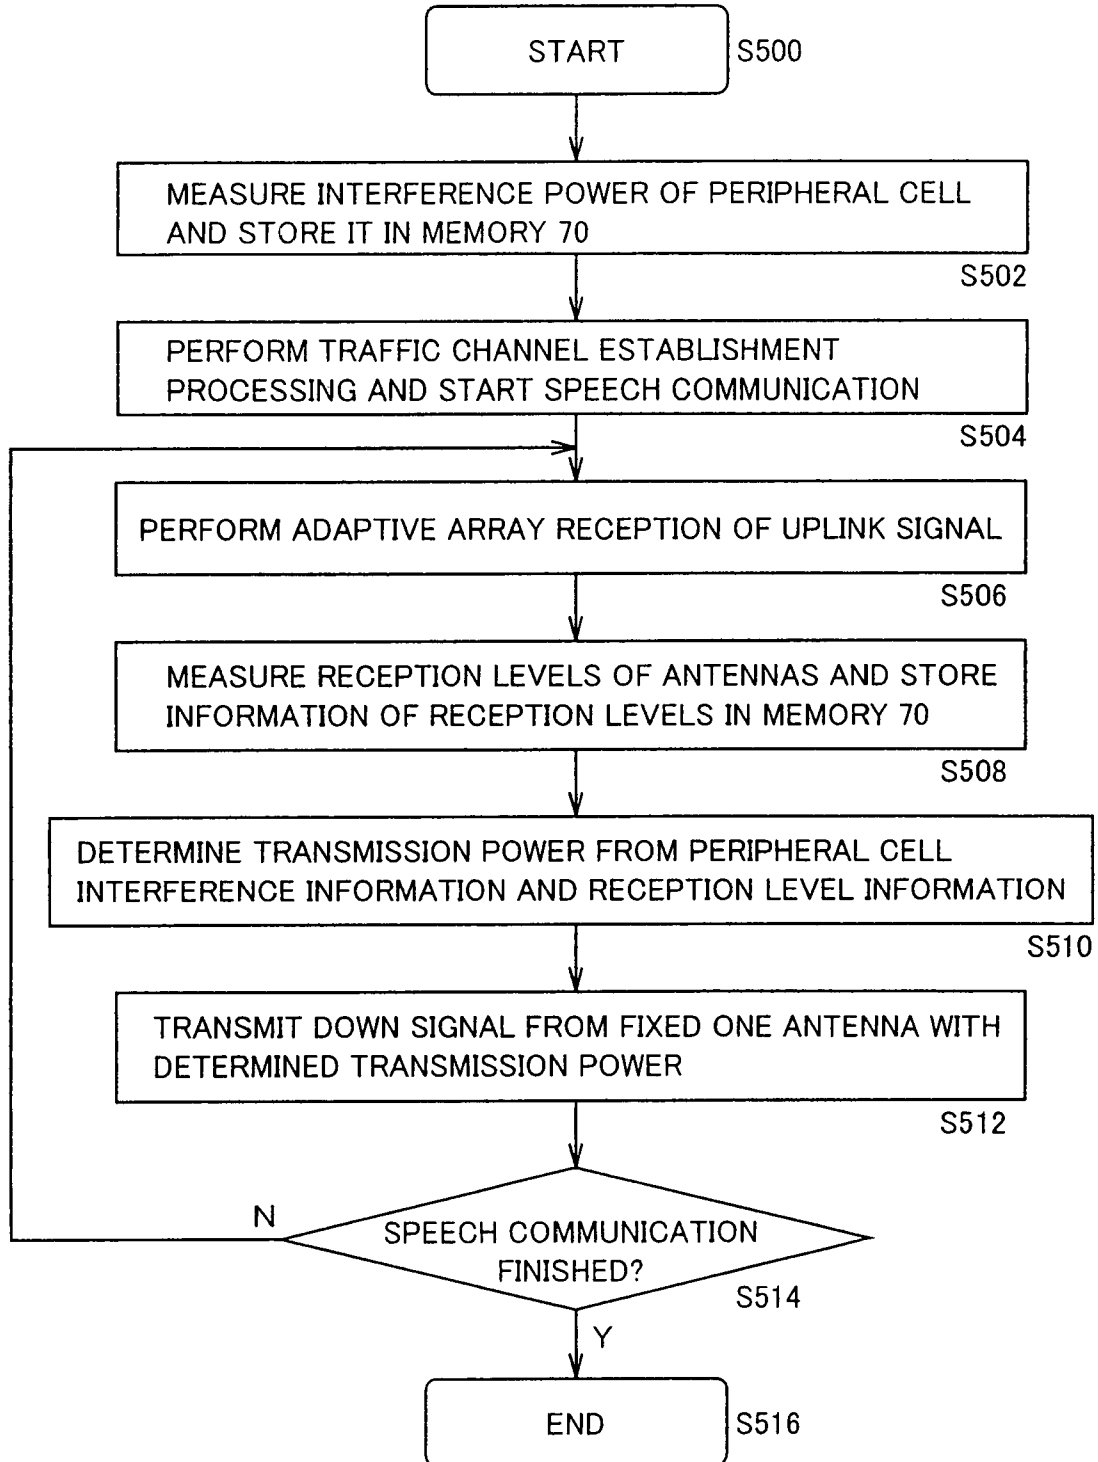 START
S500
MEASURE INTERFERENCE POWER OF PERIPHERAL CELL
AND STORE IT IN MEMORY 70
S502
PERFORM TRAFFIC CHANNEL ESTABLISHMENT
PROCESSING AND START SPEECH COMMUNICATION
S504
PERFORM ADAPTIVE ARRAY RECEPTION OF UPLINK SIGNAL
S506
MEASURE RECEPTION LEVELS OF ANTENNAS AND STORE
INFORMATION OF RECEPTION LEVELS IN MEMORY 70
S508
DETERMINE TRANSMISSION POWER FROM PERIPHERAL CELL
INTERFERENCE INFORMATION AND RECEPTION LEVEL INFORMATION
S510
TRANSMIT DOWN SIGNAL FROM FIXED ONE ANTENNA WITH
DETERMINED TRANSMISSION POWER
S512
N
SPEECH COMMUNICATION
FINISHED?
S514
Y
END
S516